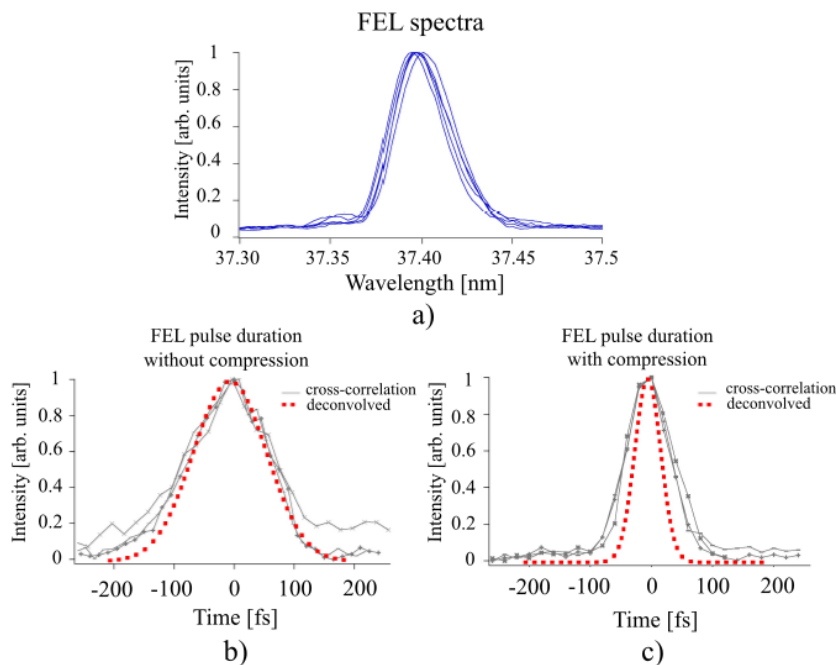 FEL spectra
Intensity [arb. units]
1
0.8
0.6
0.4
0.2
0
37.30
37.35
37.40
37.45
37.5
Wavelength [nm]
a)
FEL pulse duration
without compression
Intensity [arb. units]
1
0.8
0.6
0.4
0.2
0
cross-correlation
deconvolved
-200
-100
0
100
200
Time [fs]
b)
FEL pulse duration
with compression
Intensity [arb. units]
1
0.8
0.6
0.4
0.2
0
cross-correlation
deconvolved
-200
-100
0
100
200
Time [fs]
c)